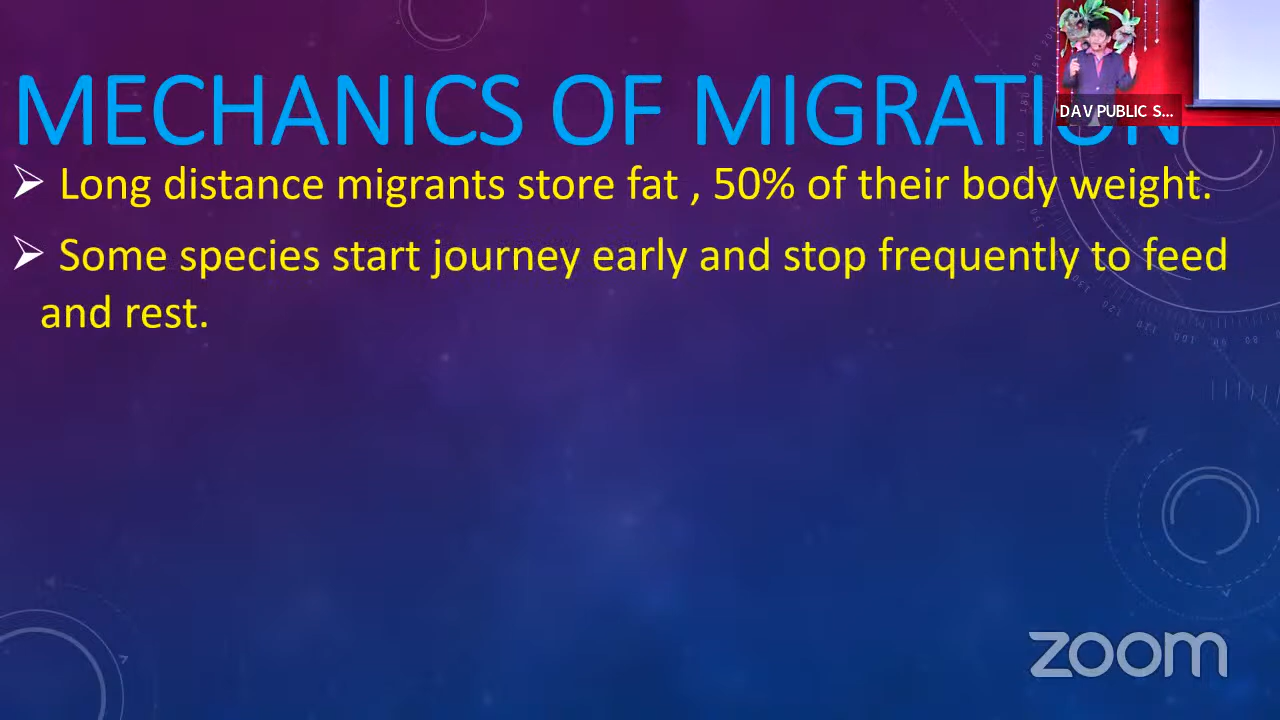 MECHANICS OF MIGRATION
DAV PUBLIC S...
➢ Long distance migrants store fat , 50% of their body weight.
➢ Some species start journey early and stop frequently to feed
and rest.
zoom